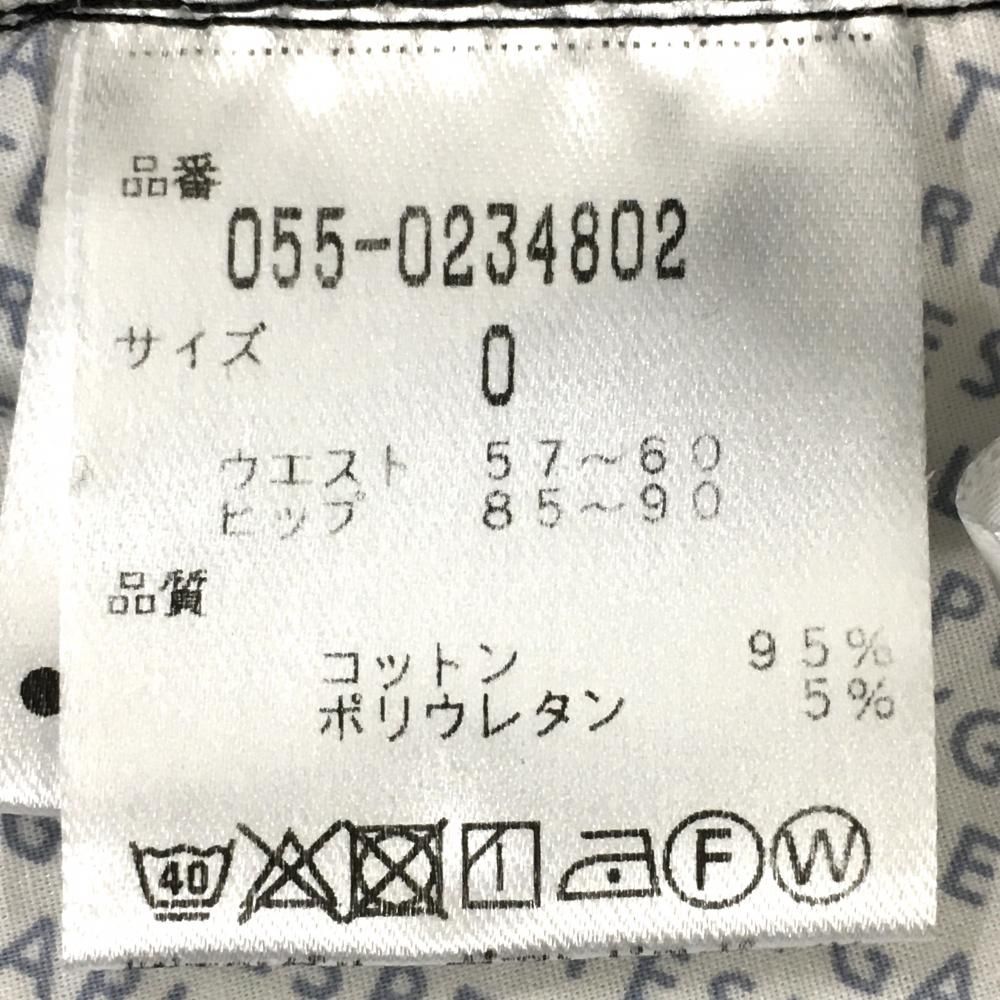 品番
055-0234802
サイズ 0
ウエスト 57～60
ヒップ 85～90
品質
コットン 95%
ポリウレタン 5%
40 F W